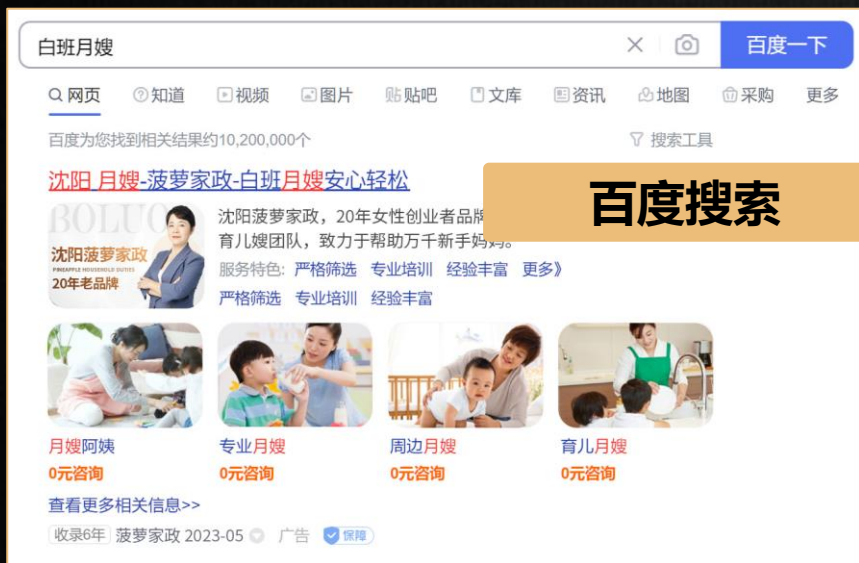 白班月嫂
百度一下
网页 知道 视频 图片 贴吧 文库 资讯 地图 采购 更多
百度为您找到相关结果约10,200,000个 搜索工具
沈阳 月嫂-菠萝家政-白班月嫂安心轻松
百度搜索
BOLUO
沈阳菠萝家政
PINEAPPLE HOUSEHOLD DUTIES
20年老品牌
沈阳菠萝家政，20年女性创业者品牌
育儿嫂团队，致力于帮助万千新手妈妈。
服务特色: 严格筛选 专业培训 经验丰富 更多》
严格筛选 专业培训 经验丰富
月嫂阿姨 专业月嫂 周边月嫂 育儿月嫂
0元咨询 0元咨询 0元咨询 0元咨询
查看更多相关信息>>
收录6年 菠萝家政 2023-05 广告 保障